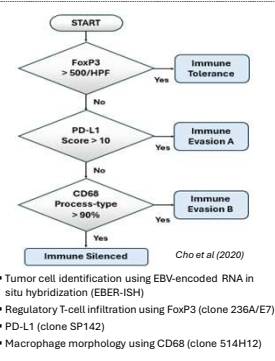 START
FoxP3
> 500/HPF
Immune
Tolerance
Yes
No
PD-L1
Score > 10
Immune
Evasion A
Yes
No
CD68
Process-type
> 90%
Immune
Evasion B
Yes
Yes
Immune Silenced
Cho et al (2020)
▪ Tumor cell identification using EBV-encoded RNA in
situ hybridization (EBER-ISH)
▪ Regulatory T-cell infiltration using FoxP3 (clone 236A/E7)
▪ PD-L1 (clone SP142)
▪ Macrophage morphology using CD68 (clone 514H12)